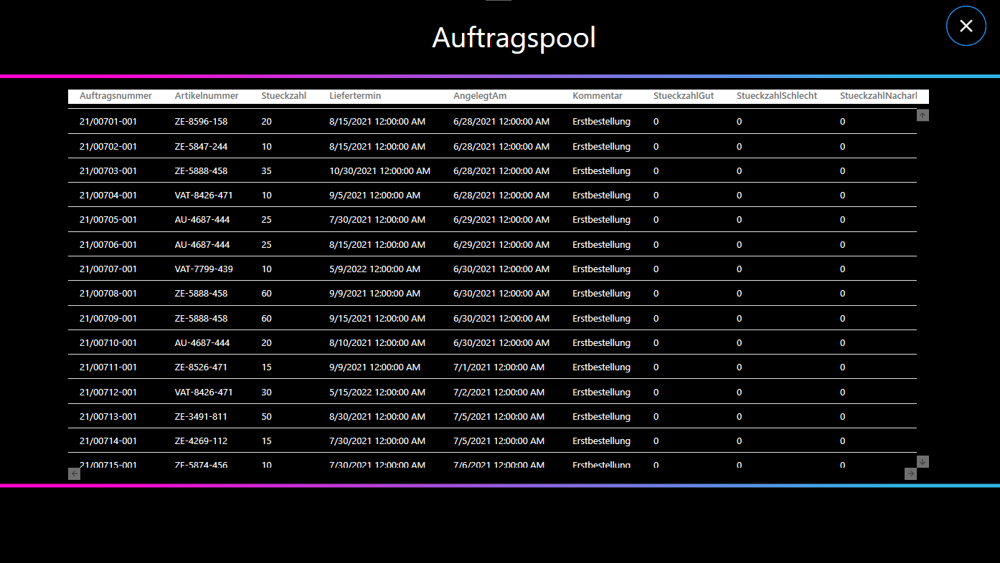 Auftragspool
Auftragsnummer Artikelnummer Stueckzahl Liefertermin AngelegtAm Kommentar StueckzahlGut StueckzahlSchlecht StueckzahlNacharl
21/00701-001 ZE-8596-158 20 8/15/2021 12:00:00 AM 6/28/2021 12:00:00 AM Erstbestellung 0 0 0
21/00702-001 ZE-5847-244 10 8/15/2021 12:00:00 AM 6/28/2021 12:00:00 AM Erstbestellung 0 0 0
21/00703-001 ZE-5888-458 35 10/30/2021 12:00:00 AM 6/28/2021 12:00:00 AM Erstbestellung 0 0 0
21/00704-001 VAT-8426-471 10 9/5/2021 12:00:00 AM 6/28/2021 12:00:00 AM Erstbestellung 0 0 0
21/00705-001 AU-4687-444 25 7/30/2021 12:00:00 AM 6/29/2021 12:00:00 AM Erstbestellung 0 0 0
21/00706-001 AU-4687-444 25 8/15/2021 12:00:00 AM 6/29/2021 12:00:00 AM Erstbestellung 0 0 0
21/00707-001 VAT-7799-439 10 5/9/2022 12:00:00 AM 6/30/2021 12:00:00 AM Erstbestellung 0 0 0
21/00708-001 ZE-5888-458 60 9/9/2021 12:00:00 AM 6/30/2021 12:00:00 AM Erstbestellung 0 0 0
21/00709-001 ZE-5888-458 60 9/15/2021 12:00:00 AM 6/30/2021 12:00:00 AM Erstbestellung 0 0 0
21/00710-001 AU-4687-444 20 8/10/2021 12:00:00 AM 6/30/2021 12:00:00 AM Erstbestellung 0 0 0
21/00711-001 ZE-8526-471 15 9/9/2021 12:00:00 AM 7/1/2021 12:00:00 AM Erstbestellung 0 0 0
21/00712-001 VAT-8426-471 30 5/15/2022 12:00:00 AM 7/2/2021 12:00:00 AM Erstbestellung 0 0 0
21/00713-001 ZE-3491-811 50 8/30/2021 12:00:00 AM 7/5/2021 12:00:00 AM Erstbestellung 0 0 0
21/00714-001 ZE-4269-112 15 7/30/2021 12:00:00 AM 7/5/2021 12:00:00 AM Erstbestellung 0 0 0
21/00715-001 ZE-5874-456 10 7/30/2021 12:00:00 AM 7/6/2021 12:00:00 AM Erstbestellung 0 0 0